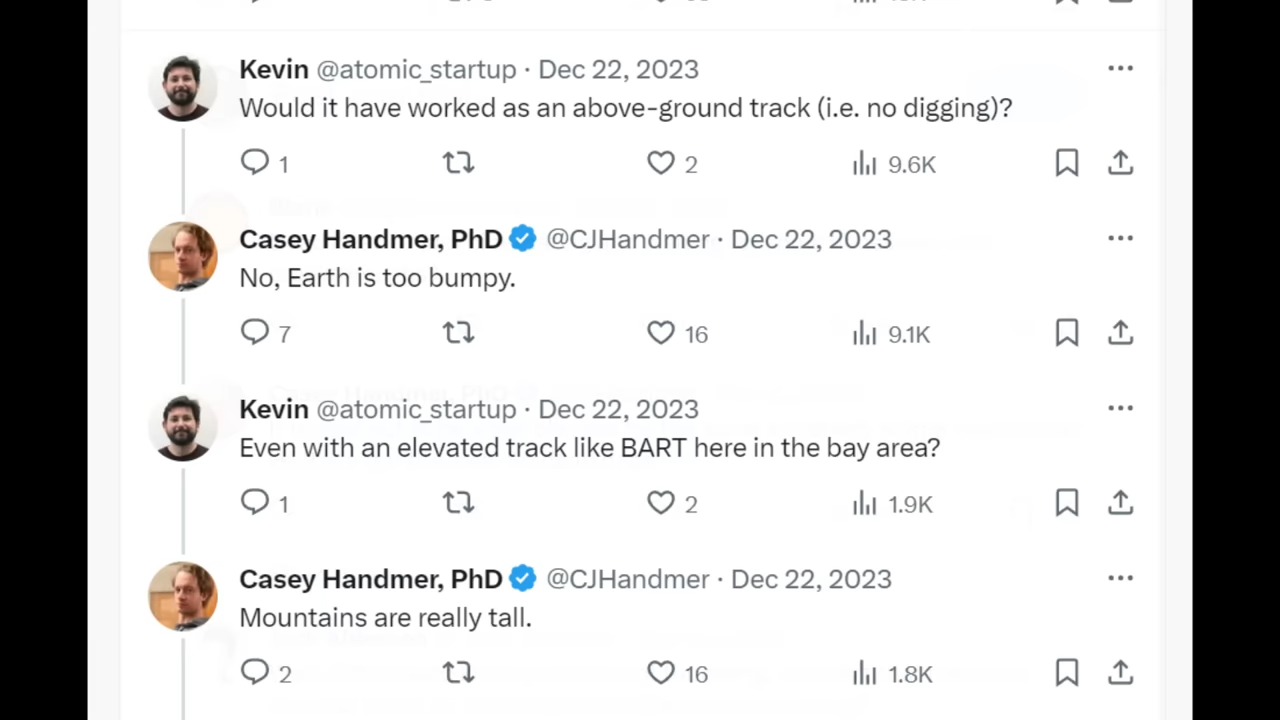 Kevin @atomic_startup · Dec 22, 2023
Would it have worked as an above-ground track (i.e. no digging)?
1 2 9.6K
Casey Handmer, PhD @CJHandmer · Dec 22, 2023
No, Earth is too bumpy.
7 16 9.1K
Kevin @atomic_startup · Dec 22, 2023
Even with an elevated track like BART here in the bay area?
1 2 1.9K
Casey Handmer, PhD @CJHandmer · Dec 22, 2023
Mountains are really tall.
2 16 1.8K